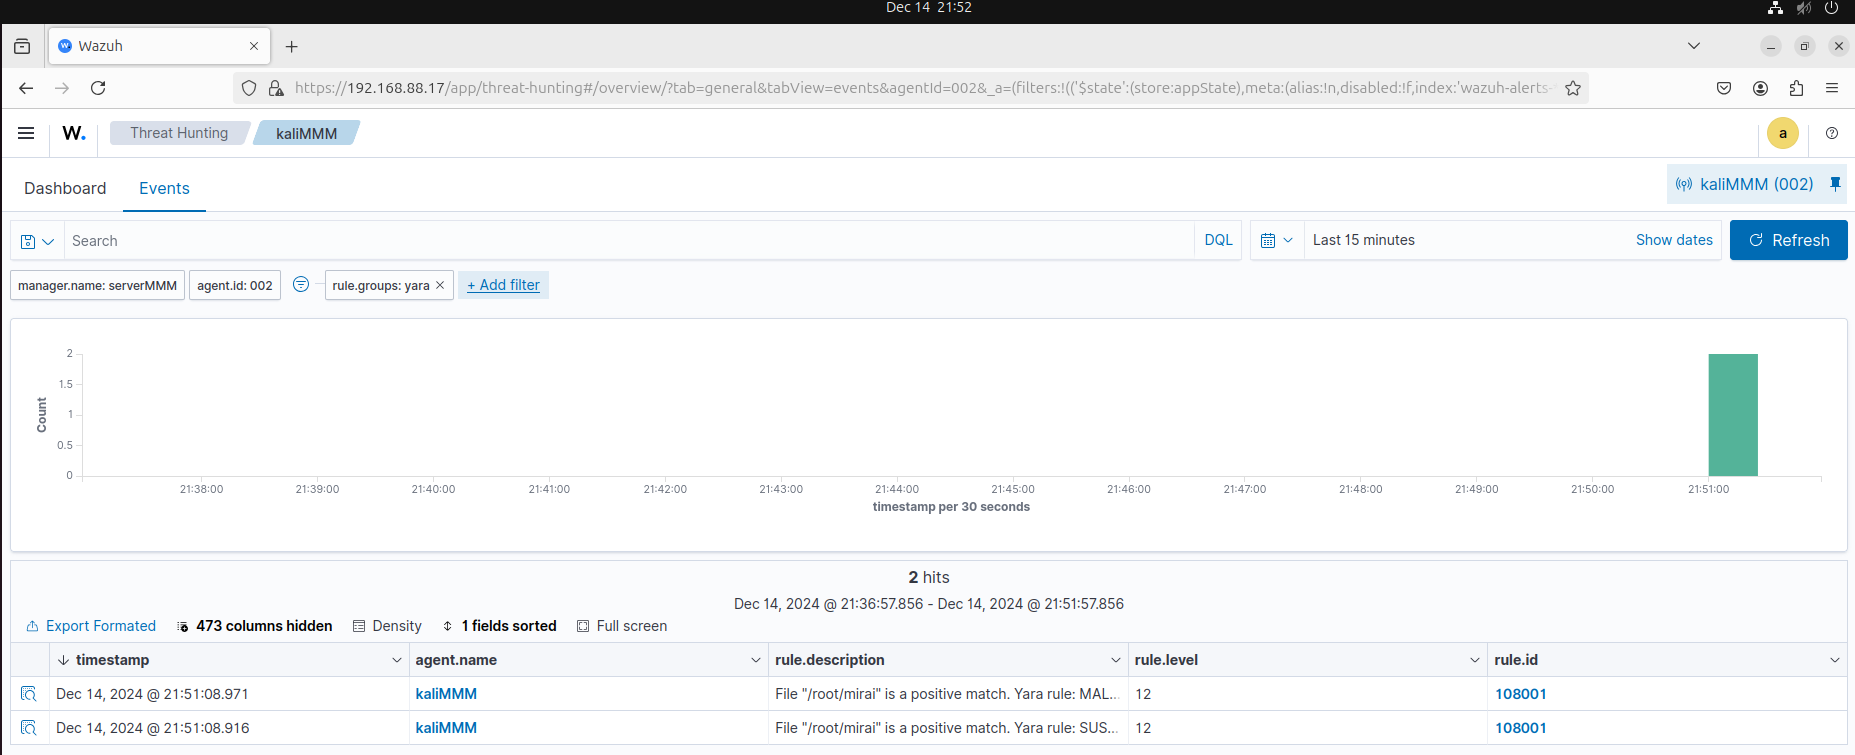 Dec 14 21:52
Wazuh
https://192.168.88.17/app/threat-hunting#/overview/?tab=general&tabView=events&agentId=002&_a=(filters:!(('$state':(store:appState),meta:(alias:!n,disabled:!f,index:'wazuh-alerts-
W. Threat Hunting kaliMMM a
Dashboard Events kaliMMM (002)
Search DQL Last 15 minutes Show dates Refresh
manager.name: serverMMM agent.id: 002 rule.groups: yara + Add filter
2
1.5
1
0.5
0
Count
21:38:00 21:39:00 21:40:00 21:41:00 21:42:00 21:43:00 21:44:00 21:45:00 21:46:00 21:47:00 21:48:00 21:49:00 21:50:00 21:51:00
timestamp per 30 seconds
2 hits
Dec 14, 2024 @ 21:36:57.856 - Dec 14, 2024 @ 21:51:57.856
Export Formated 473 columns hidden Density 1 fields sorted Full screen
timestamp agent.name rule.description rule.level rule.id
Dec 14, 2024 @ 21:51:08.971 kaliMMM File "/root/mirai" is a positive match. Yara rule: MAL... 12 108001
Dec 14, 2024 @ 21:51:08.916 kaliMMM File "/root/mirai" is a positive match. Yara rule: SUS... 12 108001